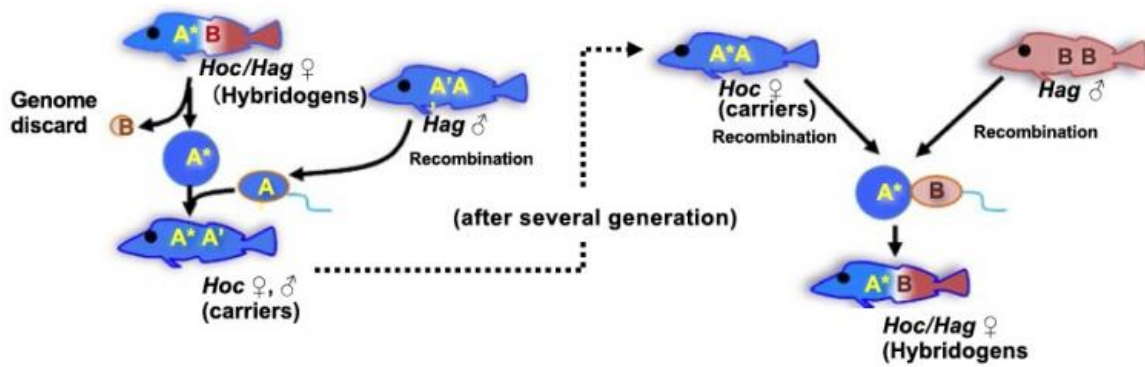 A* B
Hoc/Hag ♀
(Hybridogens)
Genome
discard
B
A'A
Hag ♂
A*
Recombination
A
A* A'
Hoc ♀, ♂
(carriers)
(after several generation)
A*A
Hoc ♀
(carriers)
Recombination
B B
Hag ♂
Recombination
A*
B
A* B
Hoc/Hag ♀
(Hybridogens